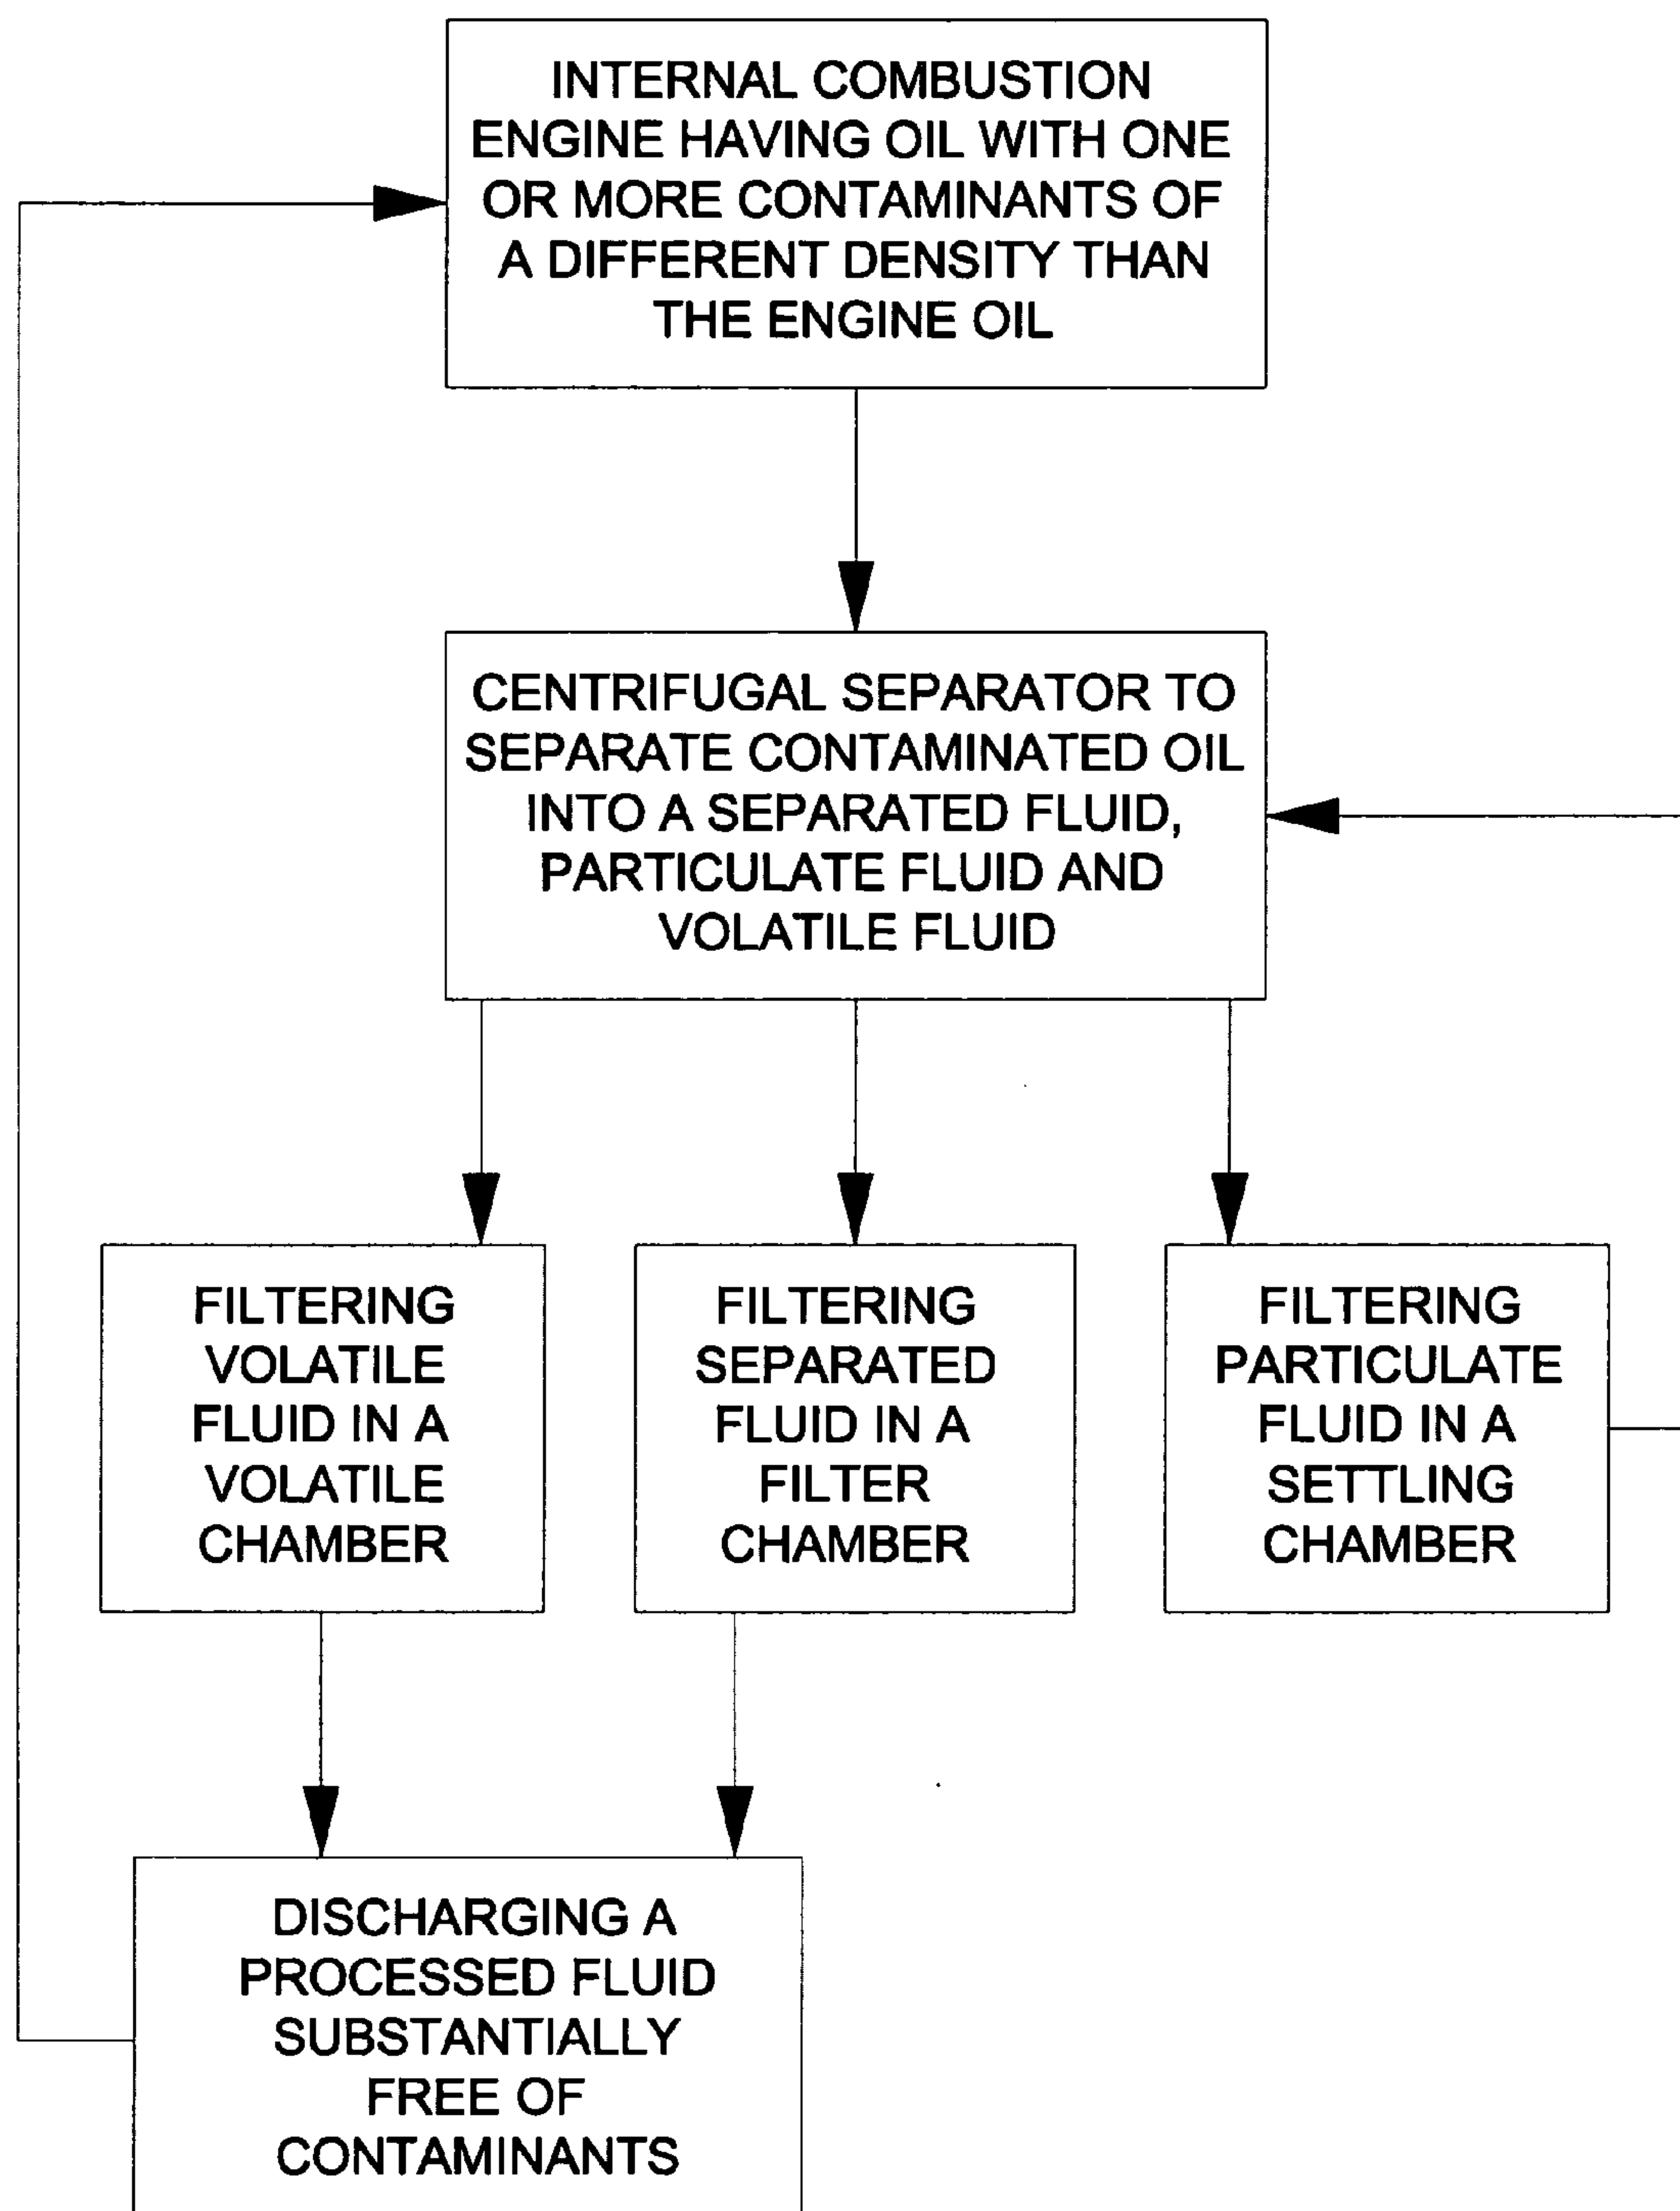 INTERNAL COMBUSTION
ENGINE HAVING OIL WITH ONE
OR MORE CONTAMINANTS OF
A DIFFERENT DENSITY THAN
THE ENGINE OIL
CENTRIFUGAL SEPARATOR TO
SEPARATE CONTAMINATED OIL
INTO A SEPARATED FLUID,
PARTICULATE FLUID AND
VOLATILE FLUID
FILTERING
VOLATILE
FLUID IN A
VOLATILE
CHAMBER
FILTERING
SEPARATED
FLUID IN A
FILTER
CHAMBER
FILTERING
PARTICULATE
FLUID IN A
SETTLING
CHAMBER
DISCHARGING A
PROCESSED FLUID
SUBSTANTIALLY
FREE OF
CONTAMINANTS